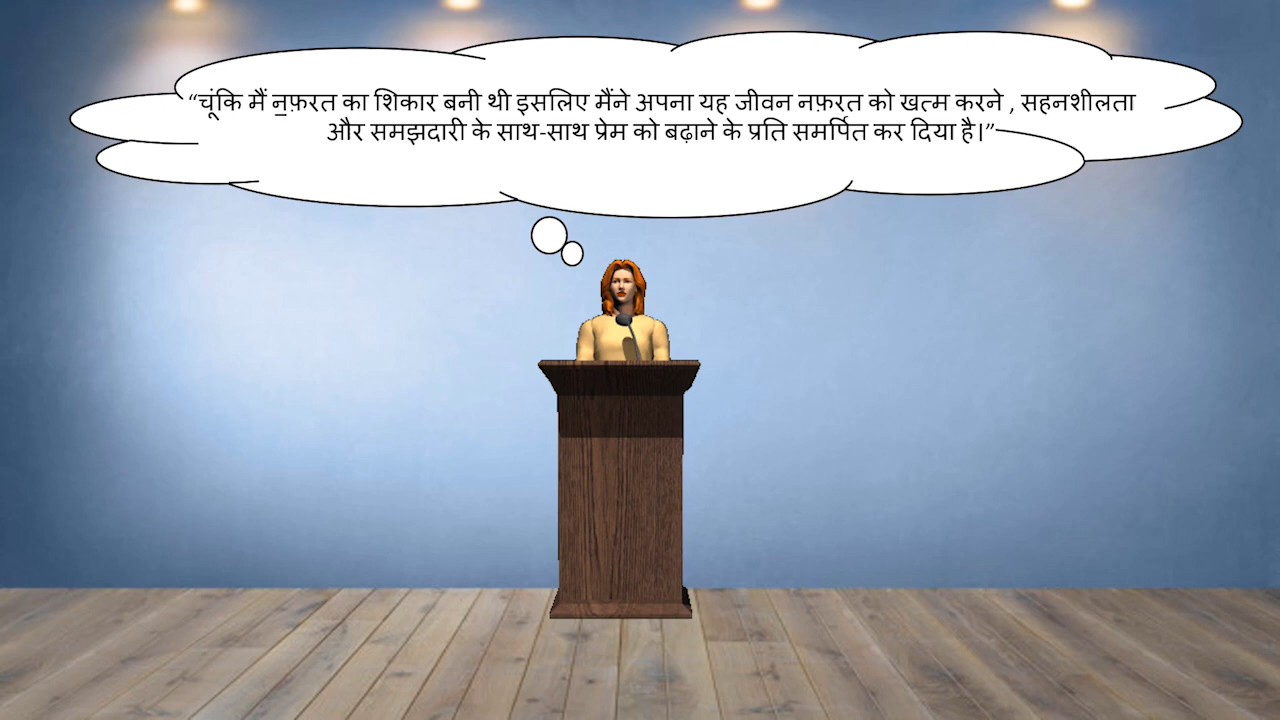 “चूंकि मैं नफ़रत का शिकार बनी थी इसलिए मैंने अपना यह जीवन नफ़रत को खत्म करने , सहनशीलता
और समझदारी के साथ-साथ प्रेम को बढ़ाने के प्रति समर्पित कर दिया है।”